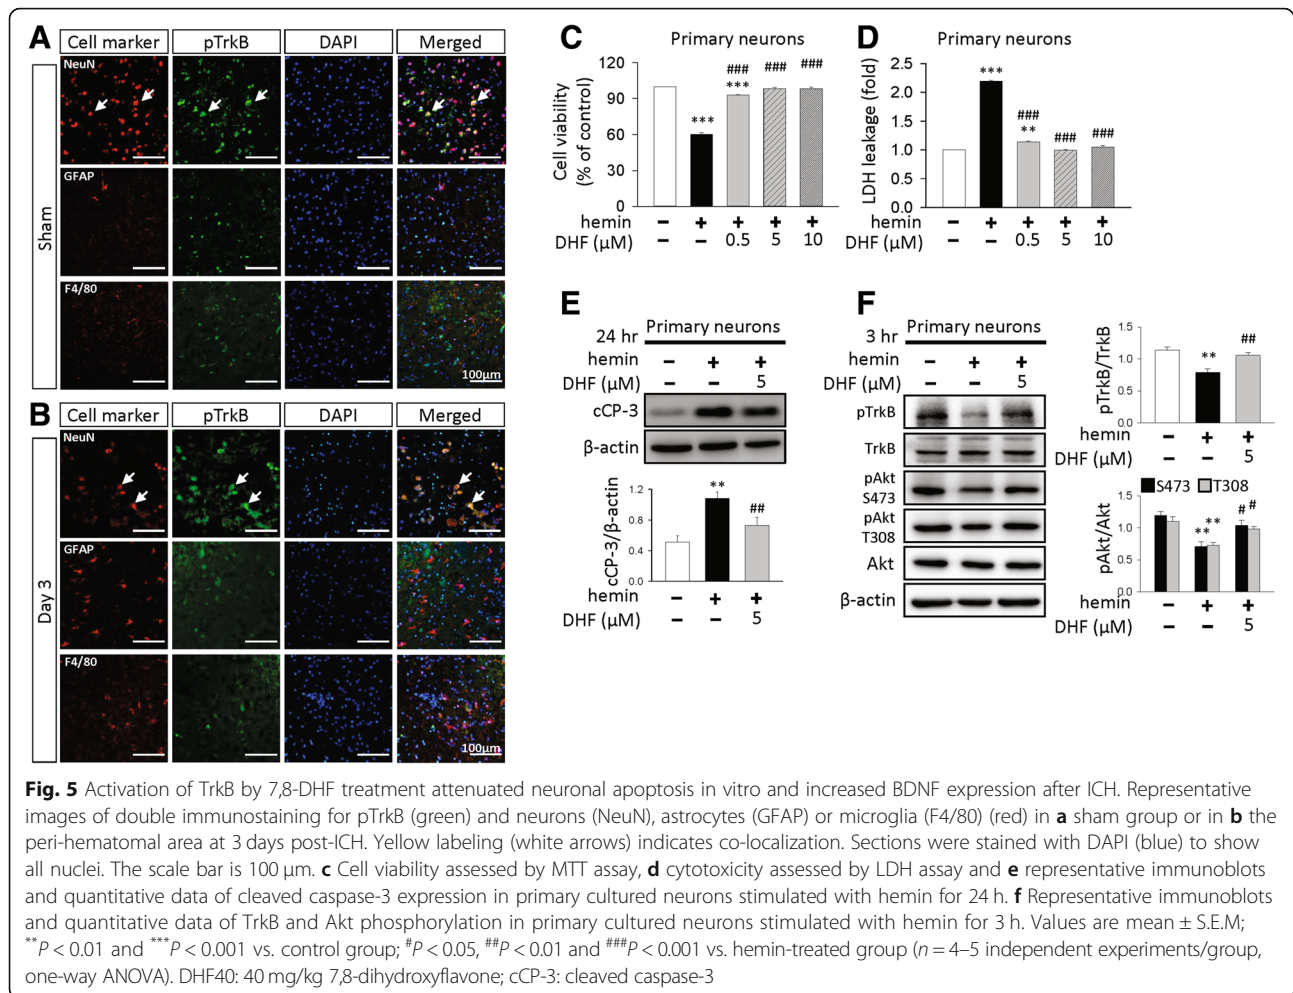 A
Cell marker pTrkB DAPI Merged
Sham
NeuN
GFAP
F4/80
100μm
B
Cell marker pTrkB DAPI Merged
Day 3
NeuN
GFAP
F4/80
100μm
C
Primary neurons
Cell viability
(% of control)
120
90
60
30
0
***
###
***
###
###
hemin − + + + +
DHF (μM) − − 0.5 5 10
D
Primary neurons
LDH leakage (fold)
2.5
2.0
1.5
1.0
0.5
0.0
***
###
**
###
###
hemin − + + + +
DHF (μM) − − 0.5 5 10
E
24 hr Primary neurons
hemin − + +
DHF (μM) − − 5
cCP-3
β-actin
cCP-3/β-actin
1.6
1.2
0.8
0.4
0.0
**
##
hemin − + +
DHF (μM) − − 5
F
3 hr Primary neurons
hemin − + +
DHF (μM) − − 5
pTrkB
TrkB
pAkt
S473
pAkt
T308
Akt
β-actin
pTrkB/TrkB
1.5
1.0
0.5
0.0
**
##
hemin − + +
DHF (μM) − − 5
S473 T308
pAkt/Akt
1.5
1.0
0.5
0.0
**
**
#
#
hemin − + +
DHF (μM) − − 5
Fig. 5 Activation of TrkB by 7,8-DHF treatment attenuated neuronal apoptosis in vitro and increased BDNF expression after ICH. Representative
images of double immunostaining for pTrkB (green) and neurons (NeuN), astrocytes (GFAP) or microglia (F4/80) (red) in a sham group or in b the
peri-hematomal area at 3 days post-ICH. Yellow labeling (white arrows) indicates co-localization. Sections were stained with DAPI (blue) to show
all nuclei. The scale bar is 100 μm. c Cell viability assessed by MTT assay, d cytotoxicity assessed by LDH assay and e representative immunoblots
and quantitative data of cleaved caspase-3 expression in primary cultured neurons stimulated with hemin for 24 h. f Representative immunoblots
and quantitative data of TrkB and Akt phosphorylation in primary cultured neurons stimulated with hemin for 3 h. Values are mean ± S.E.M;
**P < 0.01 and ***P < 0.001 vs. control group; #P < 0.05, ##P < 0.01 and ###P < 0.001 vs. hemin-treated group (n = 4–5 independent experiments/group,
one-way ANOVA). DHF40: 40 mg/kg 7,8-dihydroxyflavone; cCP-3: cleaved caspase-3